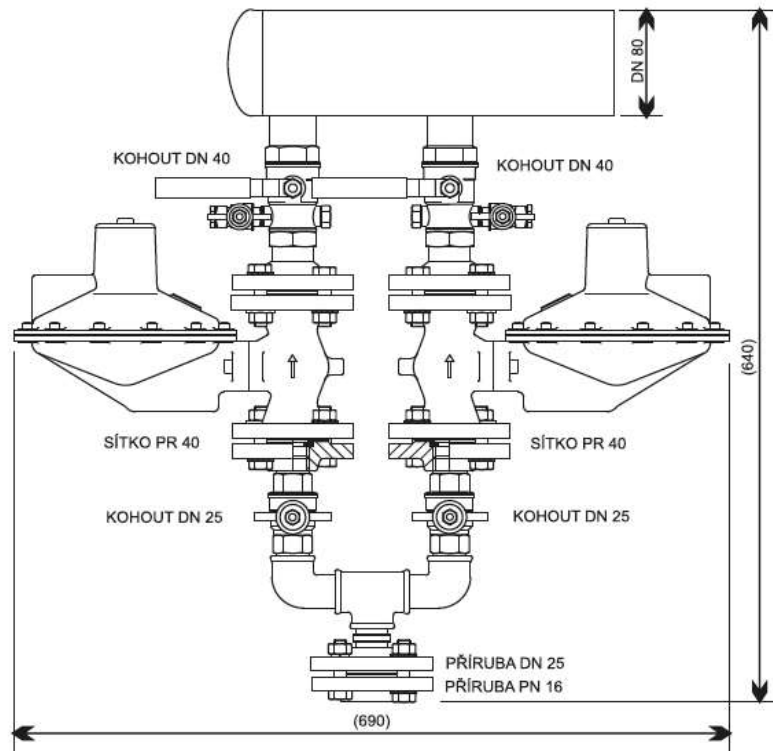 DN 80
KOHOUT DN 40
KOHOUT DN 40
(640)
SÍTKO PR 40
SÍTKO PR 40
KOHOUT DN 25
KOHOUT DN 25
PŘÍRUBA DN 25
PŘÍRUBA PN 16
(690)